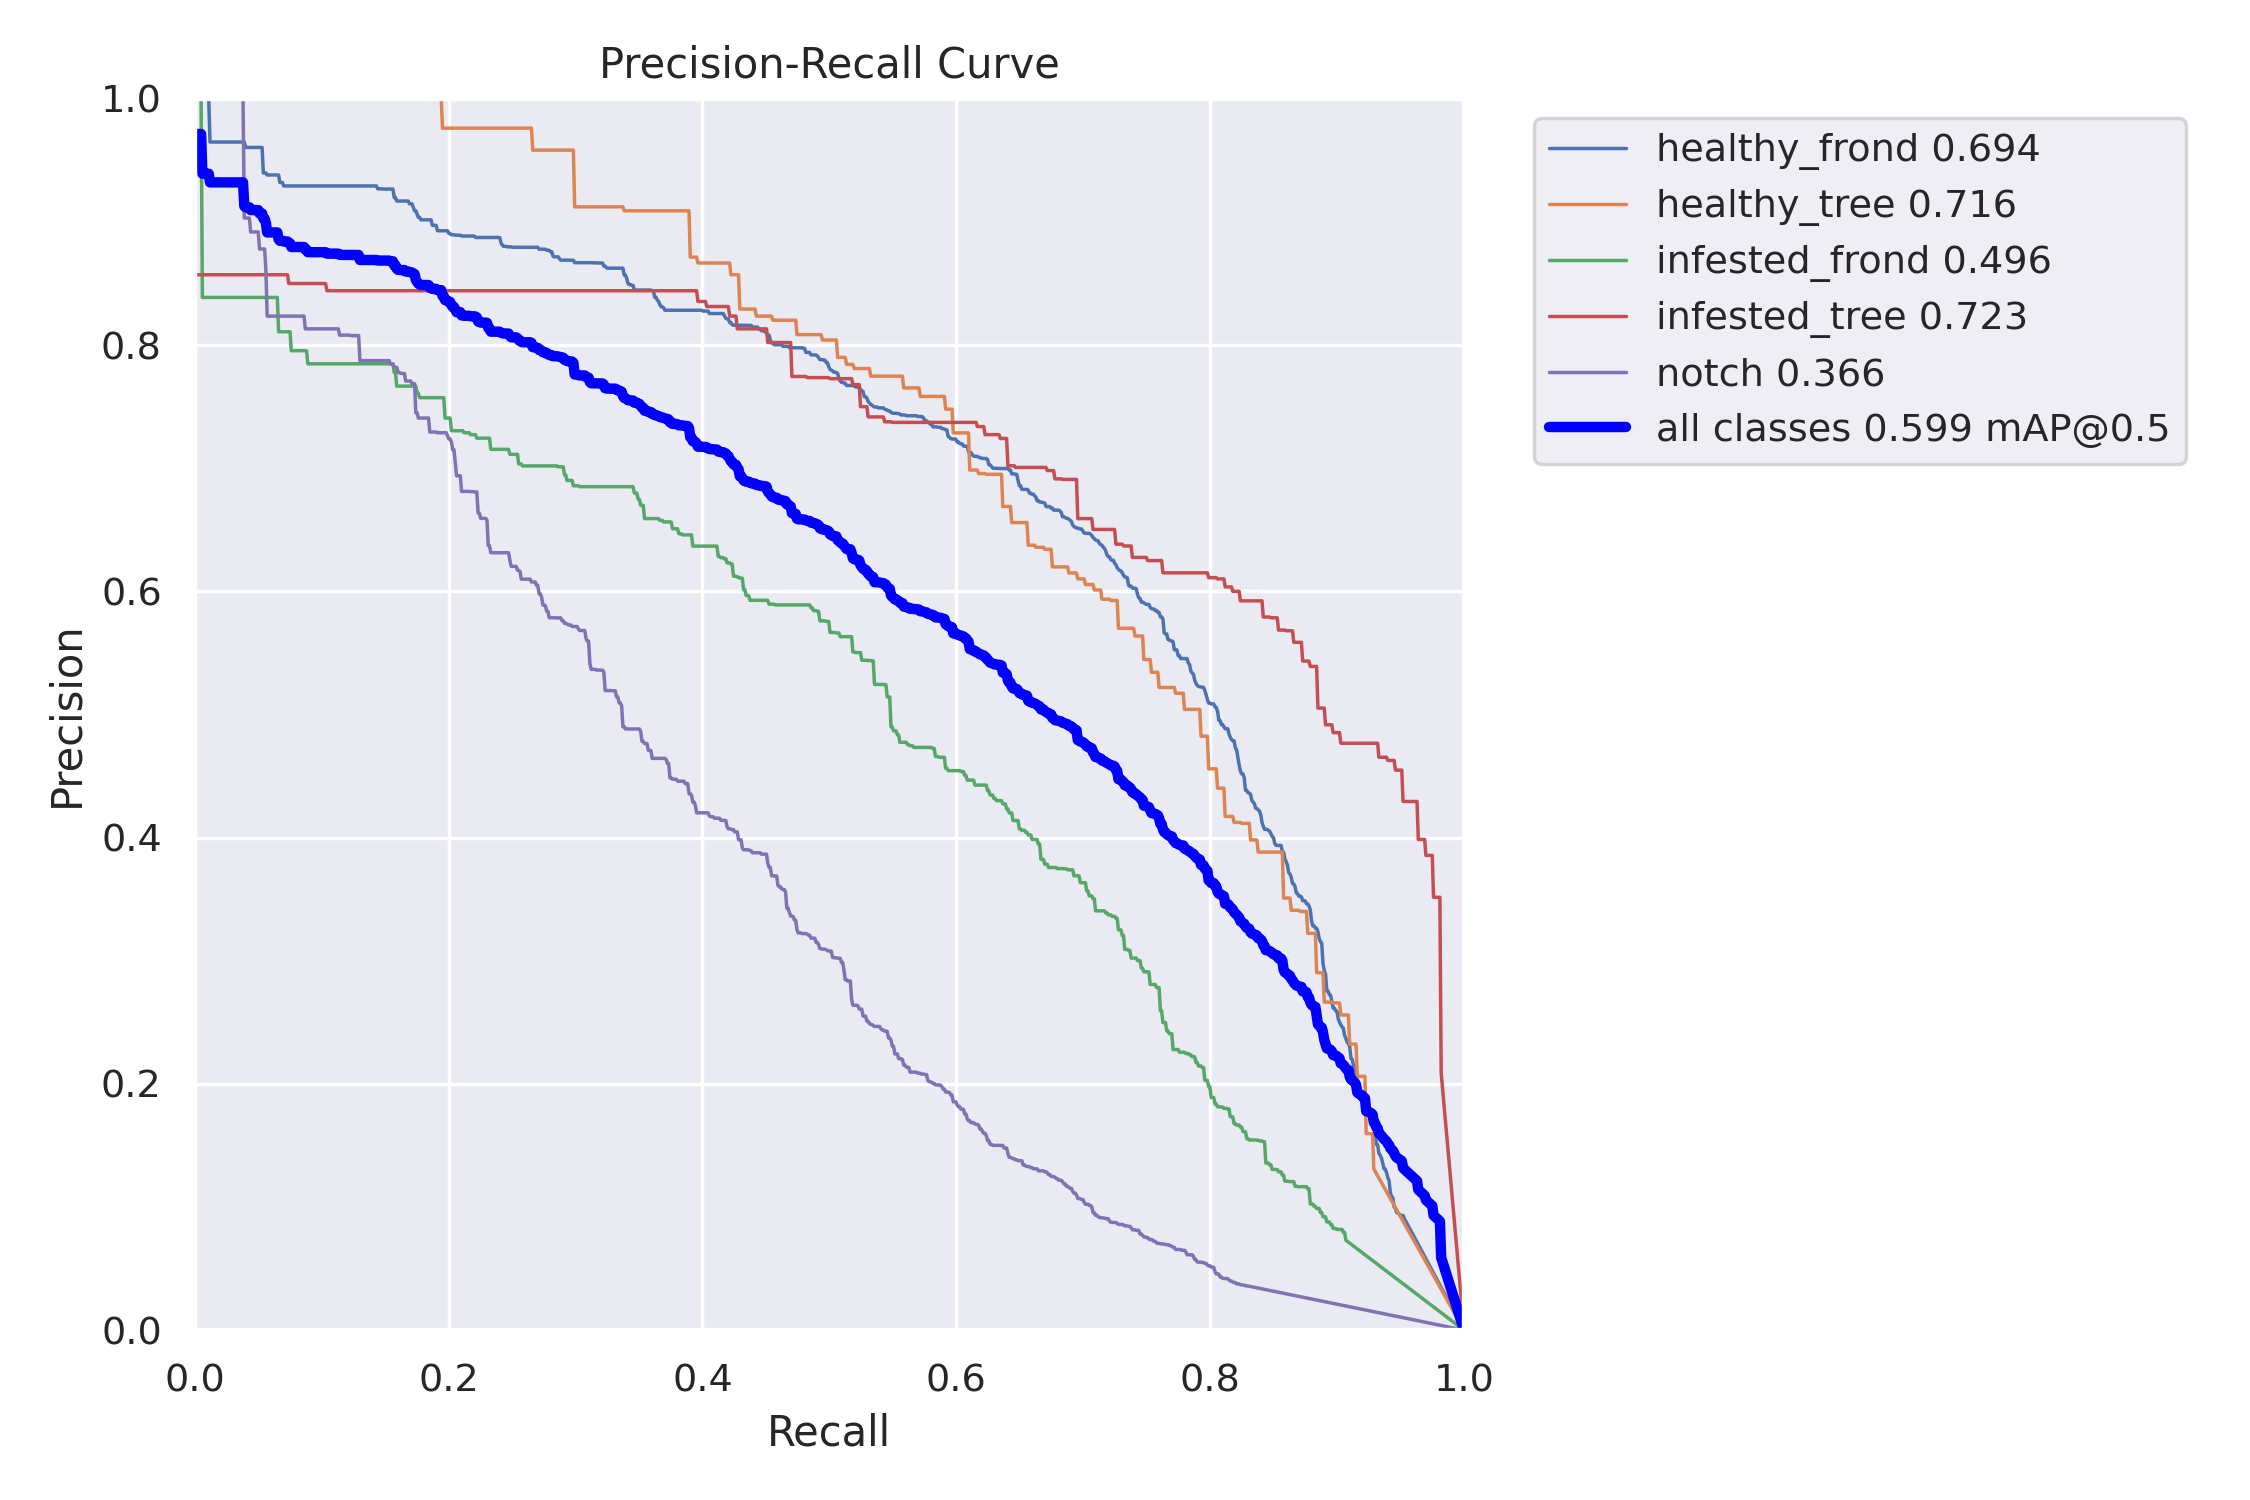 Precision-Recall Curve
1.0
0.8
0.6
0.4
0.2
0.0
Precision
0.0 0.2 0.4 0.6 0.8 1.0
Recall
healthy_frond 0.694
healthy_tree 0.716
infested_frond 0.496
infested_tree 0.723
notch 0.366
all classes 0.599 mAP@0.5